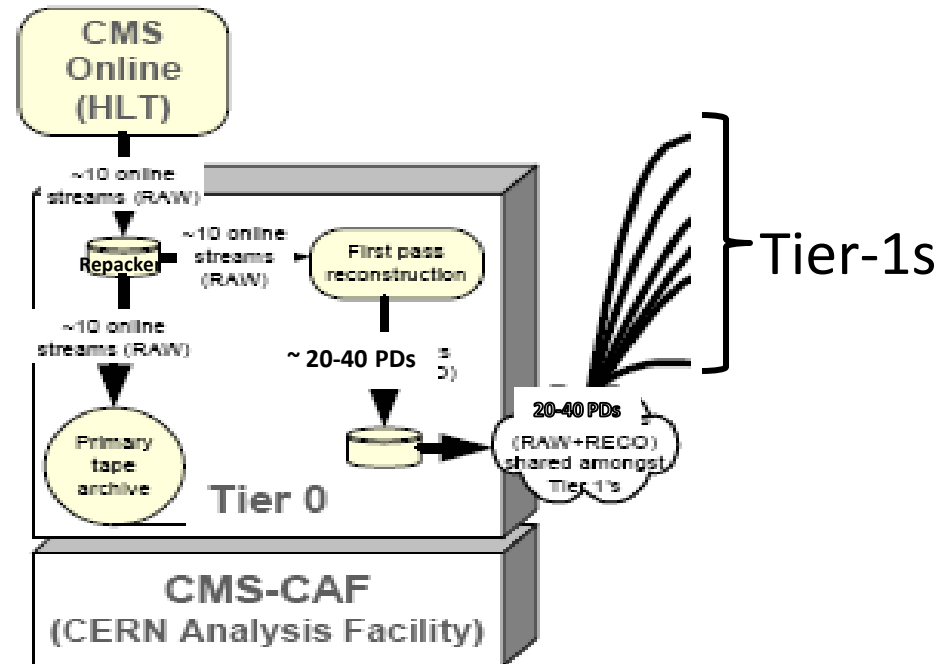 CMS
Online
(HLT)
~10 online
streams (RAW)
Repacker
~10 online
streams
(RAW)
First pass
reconstruction
~10 online
streams (RAW)
~ 20-40 PDs
Primary
tape
archive
Tier 0
20-40 PDs
(RAW+RECO)
shared amongst
Tier 1's
Tier-1s
CMS-CAF
(CERN Analysis Facility)